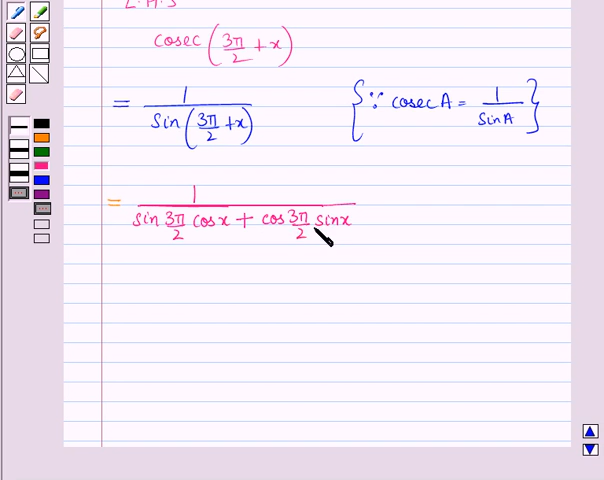 L.H.S
cosec(3π/2 + x)
= 1/sin(3π/2 + x) {∵ cosec A = 1/sin A}
= 1/(sin 3π/2 cos x + cos 3π/2 sin x)